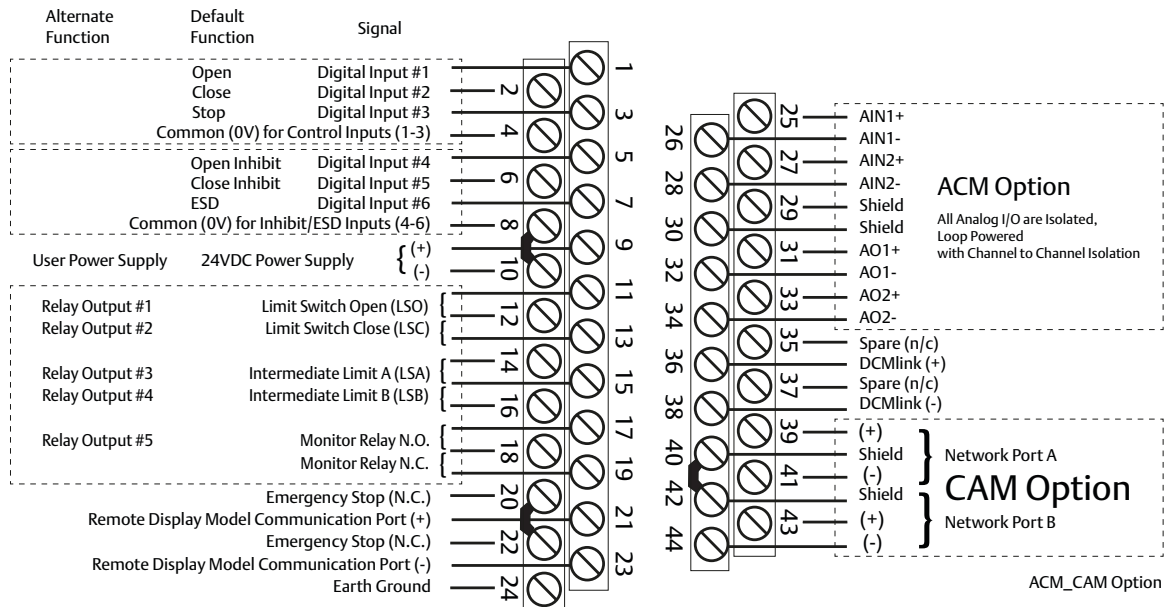 Alternate Function
Default Function
Signal
Open Digital Input #1 1
Close Digital Input #2 2
Stop Digital Input #3 3
Common (0V) for Control Inputs (1-3) 4
Open Inhibit Digital Input #4 5
Close Inhibit Digital Input #5 6
ESD Digital Input #6 7
Common (0V) for Inhibit/ESD Inputs (4-6) 8
User Power Supply 24VDC Power Supply { (+) 9
(-) 10
11
Relay Output #1 Limit Switch Open (LSO) { 12
Relay Output #2 Limit Switch Close (LSC) { 13
14
Relay Output #3 Intermediate Limit A (LSA) { 15
Relay Output #4 Intermediate Limit B (LSB) { 16
17
Relay Output #5 Monitor Relay N.O. { 18
Monitor Relay N.C. { 19
Emergency Stop (N.C.) 20
Remote Display Model Communication Port (+) 21
Emergency Stop (N.C.) 22
Remote Display Model Communication Port (-) 23
Earth Ground 24
25 AIN1+
26 AIN1-
27 AIN2+
28 AIN2-
29 Shield
30 Shield
31 AO1+
32 AO1-
33 AO2+
34 AO2-
ACM Option
All Analog I/O are Isolated,
Loop Powered
with Channel to Channel Isolation
35 Spare (n/c)
36 DCMlink (+)
37 Spare (n/c)
38 DCMlink (-)
39 (+)
40 Shield } Network Port A
41 (-)
CAM Option
42 Shield
43 (+) } Network Port B
44 (-)
ACM_CAM Option